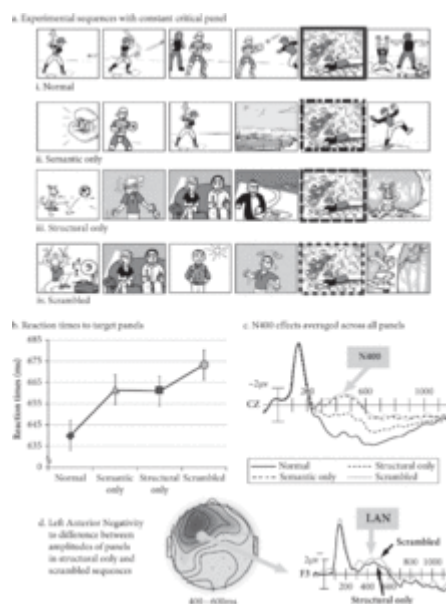 a. Experimental sequences with constant critical panel
i. Normal
ii. Semantic only
iii. Structural only
iv. Scrambled
b. Reaction times to target panels
c. N400 effects averaged across all panels
Reaction times (ms)
685
675
665
655
645
635
0
Normal
Semantic only
Structural only
Scrambled
N400
−2μv
CZ
200
600
1000
Normal
Structural only
Semantic only
Scrambled
d. Left Anterior Negativity
to difference between
amplitudes of panels
in structural only and
scrambled sequences
400–600ms
LAN
Scrambled
2μv
F3
200
400
800 1000
Structural only